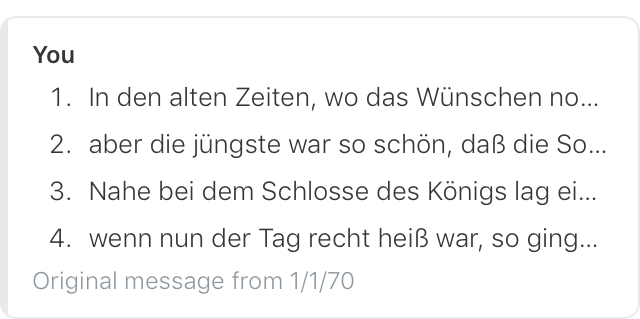 You
1. In den alten Zeiten, wo das Wünschen no...
2. aber die jüngste war so schön, daß die So...
3. Nahe bei dem Schlosse des Königs lag ei...
4. wenn nun der Tag recht heiß war, so ging...
Original message from 1/1/70